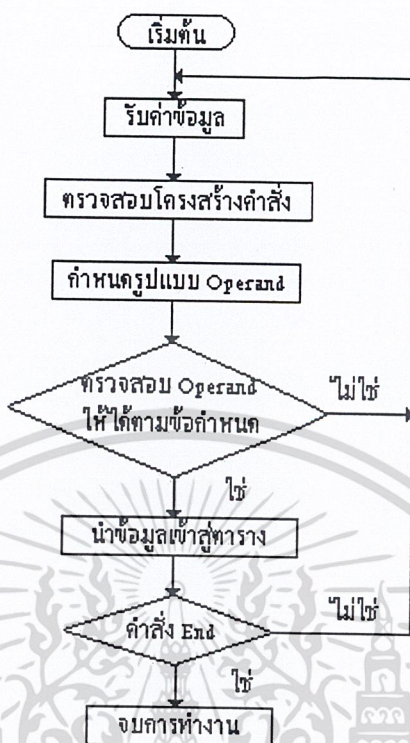 เริ่มต้น
รับค่าข้อมูล
ตรวจสอบโครงสร้างคำสั่ง
กำหนดรูปแบบ Operand
ตรวจสอบ Operand
ให้ได้ตามข้อกำหนด
ไม่ใช่
ใช่
นำข้อมูลเข้าสู่ตาราง
คำสั่ง End
ไม่ใช่
ใช่
จบการทำงาน